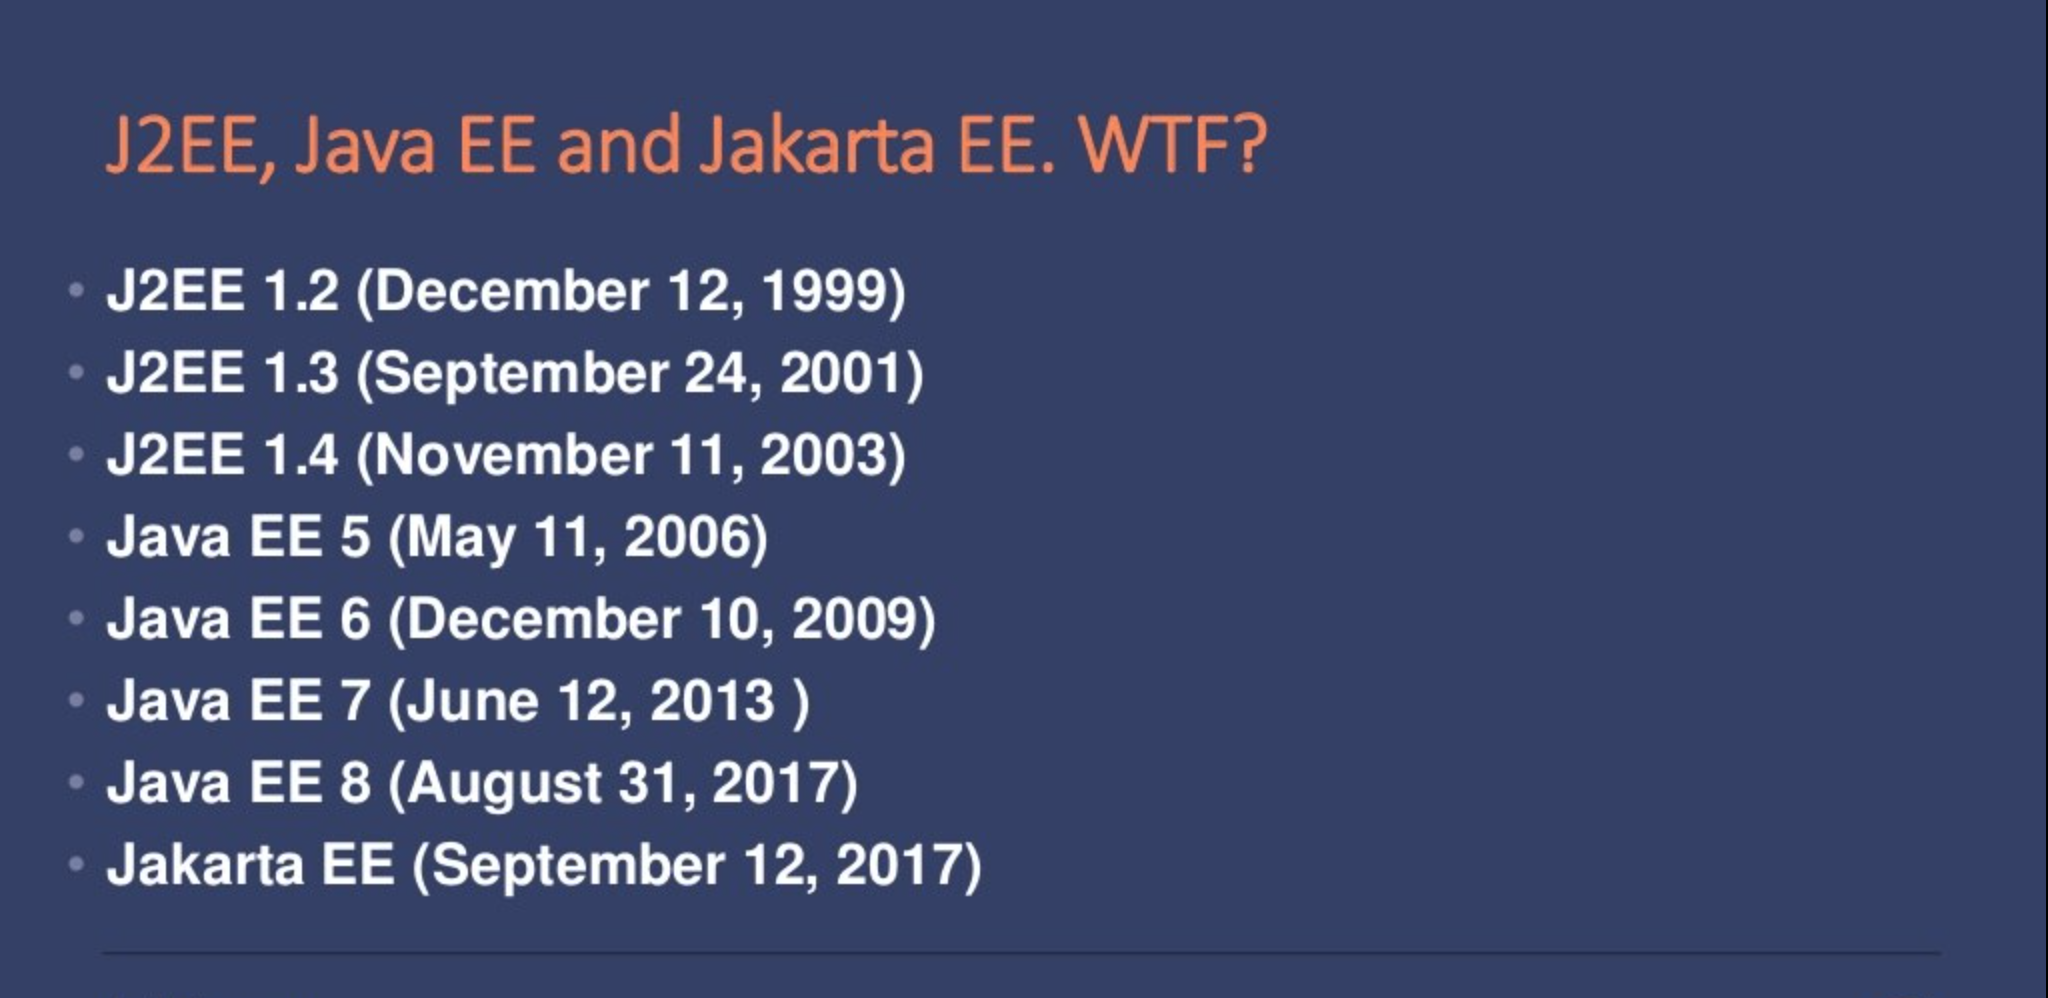 J2EE, Java EE and Jakarta EE. WTF?
• J2EE 1.2 (December 12, 1999)
• J2EE 1.3 (September 24, 2001)
• J2EE 1.4 (November 11, 2003)
• Java EE 5 (May 11, 2006)
• Java EE 6 (December 10, 2009)
• Java EE 7 (June 12, 2013 )
• Java EE 8 (August 31, 2017)
• Jakarta EE (September 12, 2017)